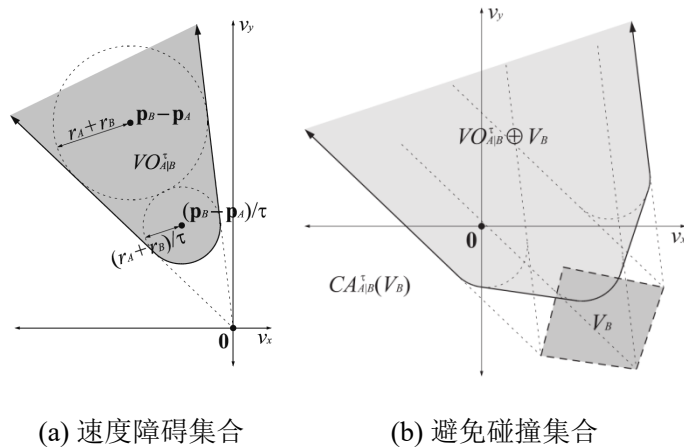 v_y
p_B − p_A
r_A + r_B
VO^τ_{A|B}
(p_B − p_A)/τ
(r_A + r_B)/τ
v_x
0
(a) 速度障碍集合
v_y
VO^τ_{A|B} ⊕ V_B
v_x
0
CA^τ_{A|B}(V_B)
V_B
(b) 避免碰撞集合